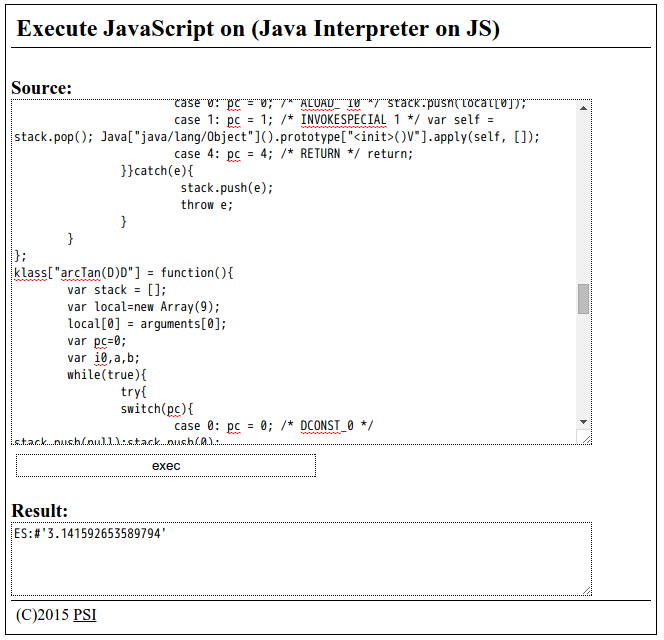 Execute JavaScript on (Java Interpreter on JS)
Source:
case 0: pc = 0; /* ALOAD_ i0 */ stack.push(local[0]);
case 1: pc = 1; /* INVOKESPECIAL 1 */ var self =
stack.pop(); Java["java/lang/Object"]().prototype["<init>()V"].apply(self, []);
case 4: pc = 4; /* RETURN */ return;
}}catch(e){
stack.push(e);
throw e;
}
}
};
klass["arcTan(D)D"] = function(){
var stack = [];
var local=new Array(9);
local[0] = arguments[0];
var pc=0;
var i0,a,b;
while(true){
try{
switch(pc){
case 0: pc = 0; /* DCONST_0 */
stack.push(null);stack.push(0);
exec
Result:
ES:#'3.141592653589794'
(C)2015 PSI